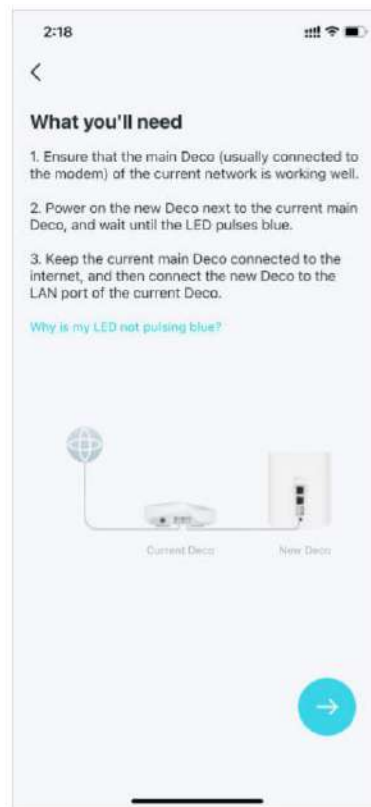 2:18
What you'll need
1. Ensure that the main Deco (usually connected to
the modem) of the current network is working well.
2. Power on the new Deco next to the current main
Deco, and wait until the LED pulses blue.
3. Keep the current main Deco connected to the
internet, and then connect the new Deco to the
LAN port of the current Deco.
Why is my LED not pulsing blue?
Current Deco New Deco